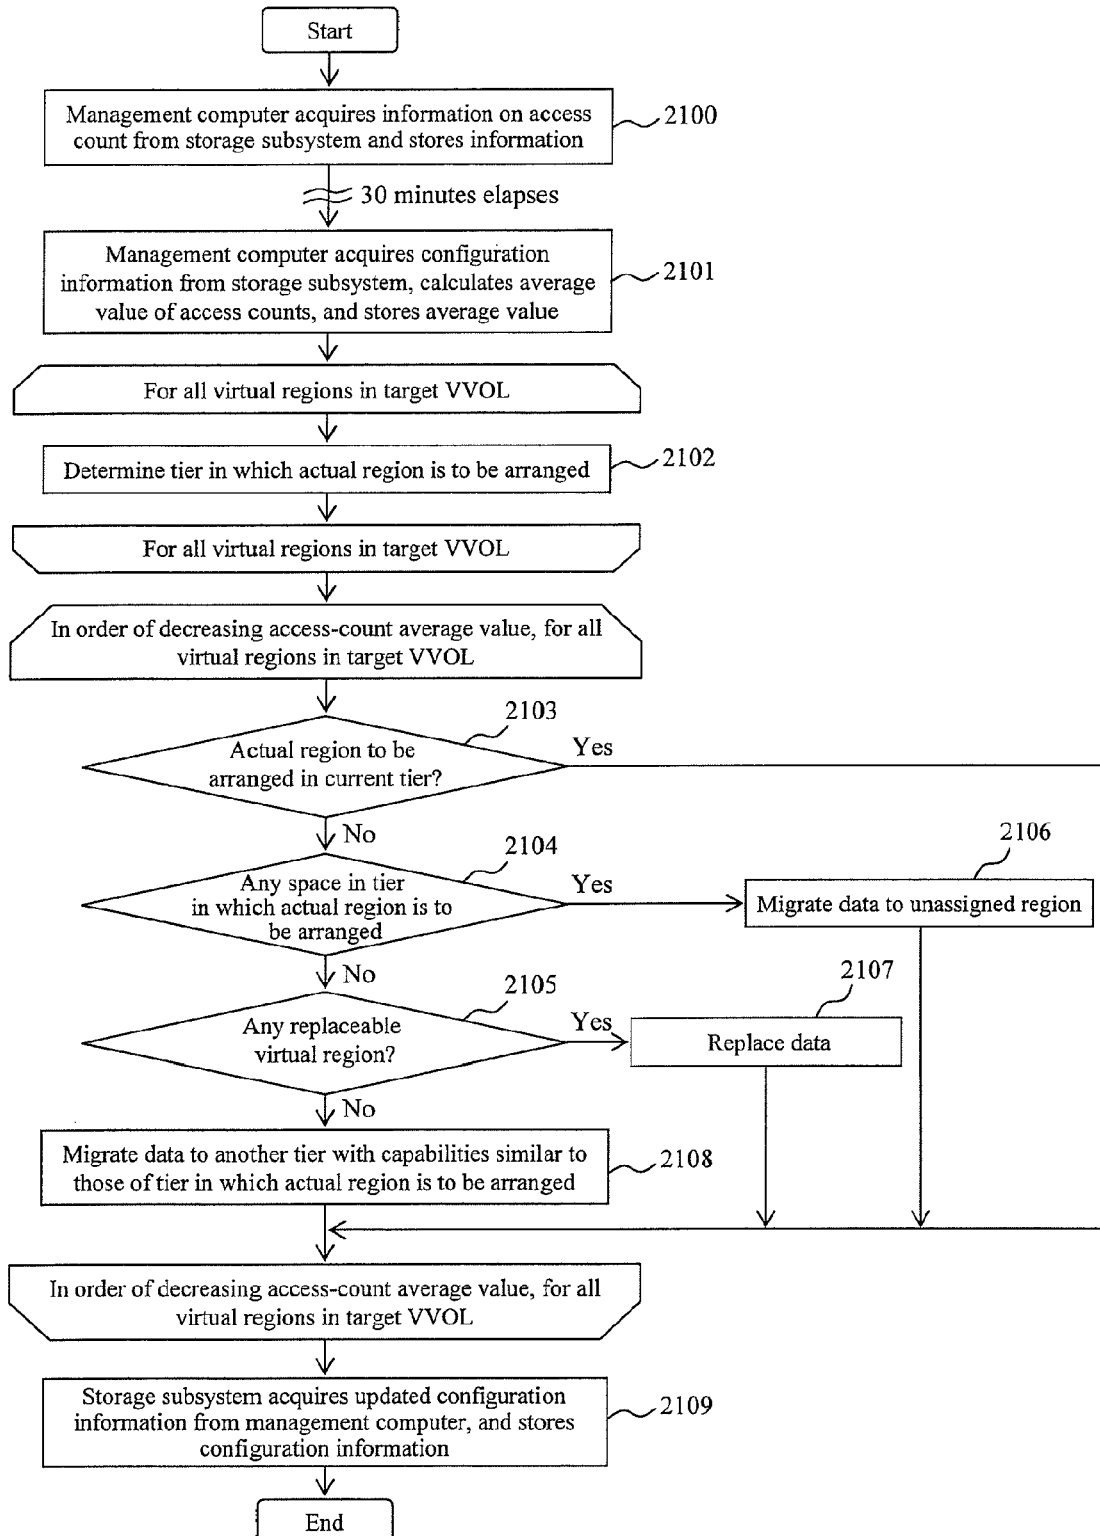 Start
Management computer acquires information on access
count from storage subsystem and stores information
2100
30 minutes elapses
Management computer acquires configuration
information from storage subsystem, calculates average
value of access counts, and stores average value
2101
For all virtual regions in target VVOL
Determine tier in which actual region is to be arranged
2102
For all virtual regions in target VVOL
In order of decreasing access-count average value, for all
virtual regions in target VVOL
2103
Actual region to be
arranged in current tier?
Yes
No
2104
Any space in tier
in which actual region is to
be arranged
Yes
2106
Migrate data to unassigned region
No
2105
Any replaceable
virtual region?
Yes
2107
Replace data
No
Migrate data to another tier with capabilities similar to
those of tier in which actual region is to be arranged
2108
In order of decreasing access-count average value, for all
virtual regions in target VVOL
Storage subsystem acquires updated configuration
information from management computer, and stores
configuration information
2109
End